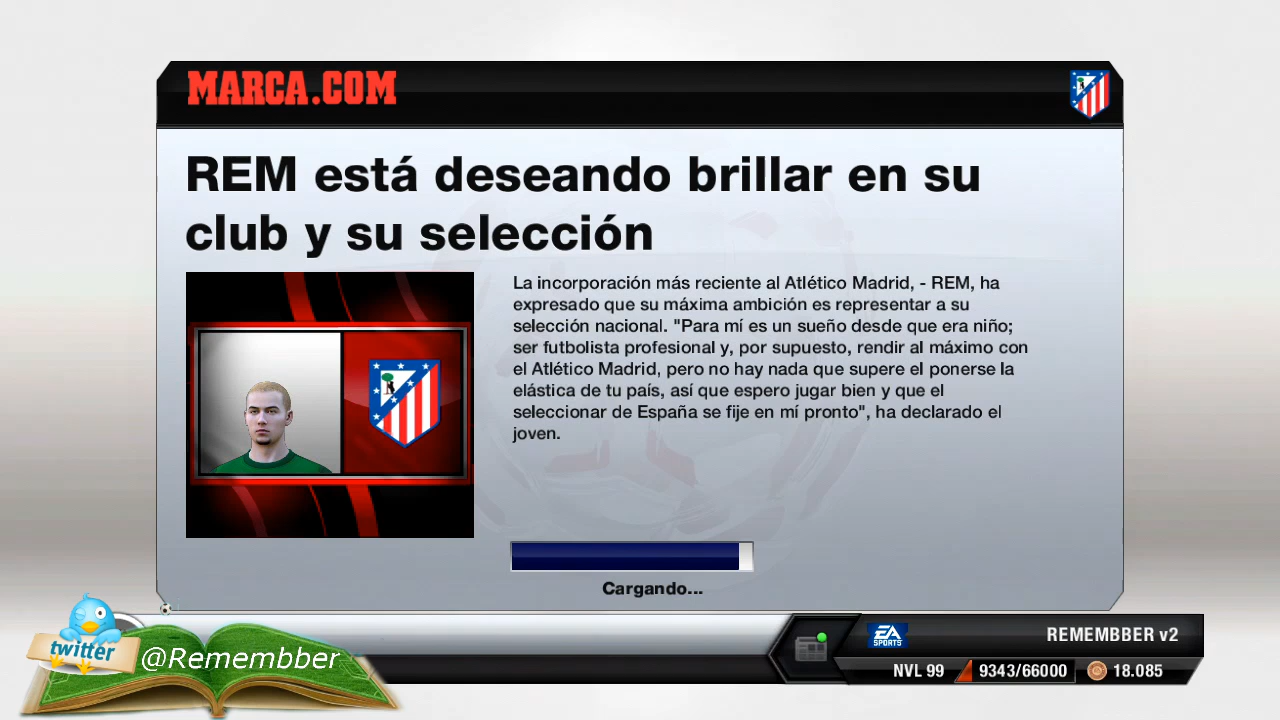 MARCA.COM
REM está deseando brillar en su
club y su selección
La incorporación más reciente al Atlético Madrid, - REM, ha
expresado que su máxima ambición es representar a su
selección nacional. "Para mí es un sueño desde que era niño;
ser futbolista profesional y, por supuesto, rendir al máximo con
el Atlético Madrid, pero no hay nada que supere el ponerse la
elástica de tu país, así que espero jugar bien y que el
seleccionar de España se fije en mí pronto", ha declarado el
joven.
Cargando...
twitter
@Remembber
EA
SPORTS
REMEMBBER v2
NVL 99
9343/66000
18.085